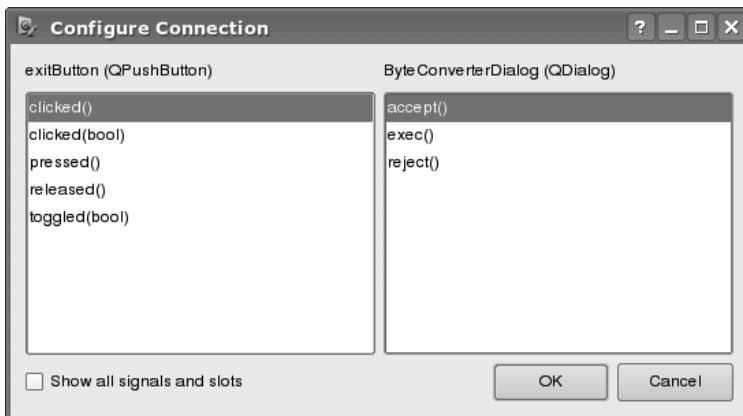 Configure Connection
exitButton (QPushButton)
ByteConverterDialog (QDialog)
clicked()
clicked(bool)
pressed()
released()
toggled(bool)
accept()
exec()
reject()
Show all signals and slots
OK
Cancel